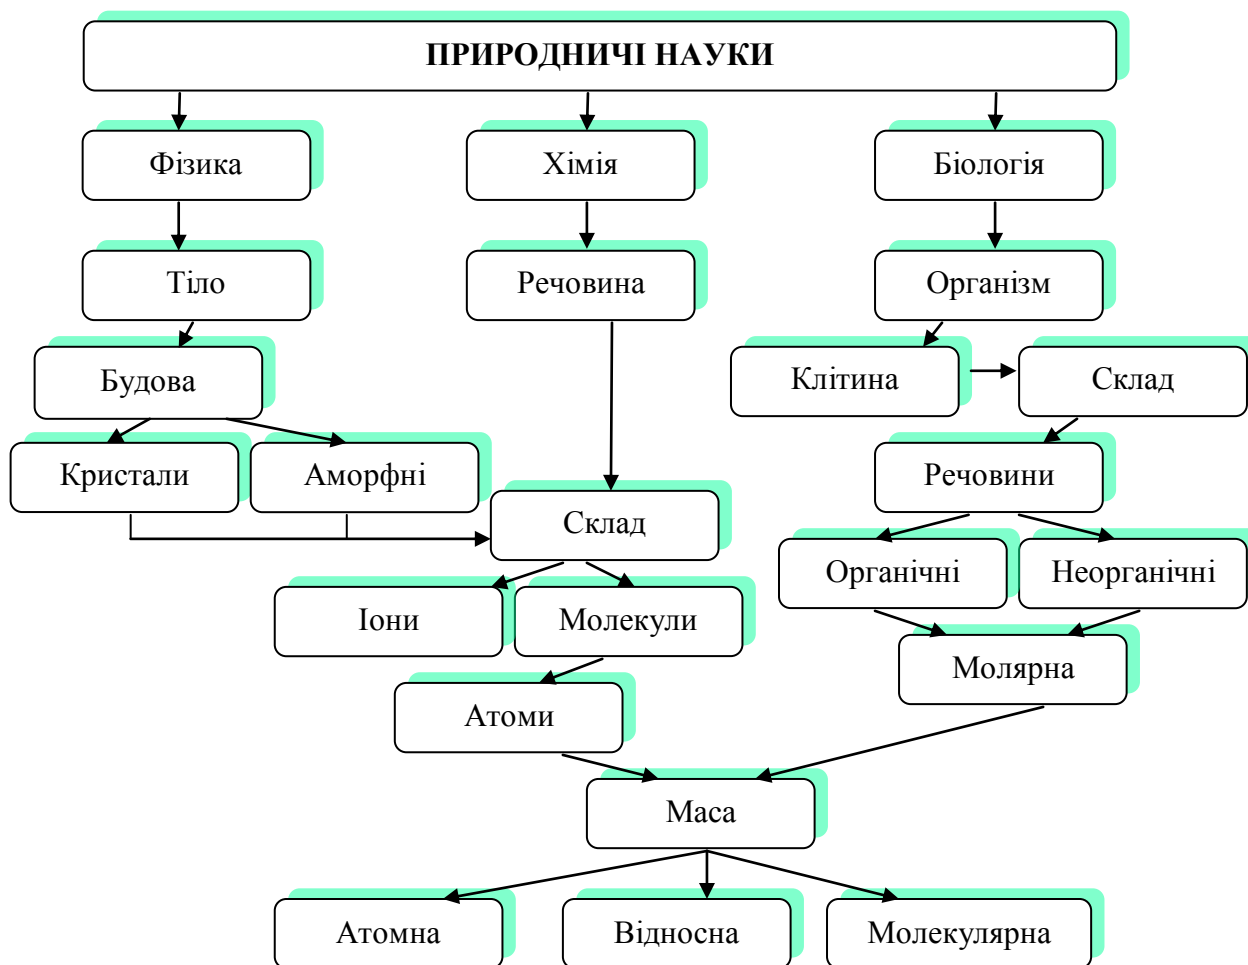 ПРИРОДНИЧІ НАУКИ
Фізика
Хімія
Біологія
Тіло
Речовина
Організм
Будова
Клітина
Склад
Кристали
Аморфні
Речовини
Склад
Органічні
Неорганічні
Іони
Молекули
Молярна
Атоми
Маса
Атомна
Відносна
Молекулярна